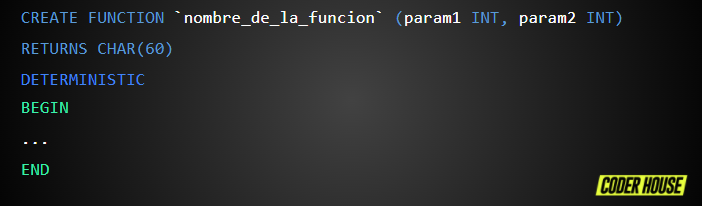 CREATE FUNCTION `nombre_de_la_funcion` (param1 INT, param2 INT)
RETURNS CHAR(60)
DETERMINISTIC
BEGIN
...
END
CODER HOUSE